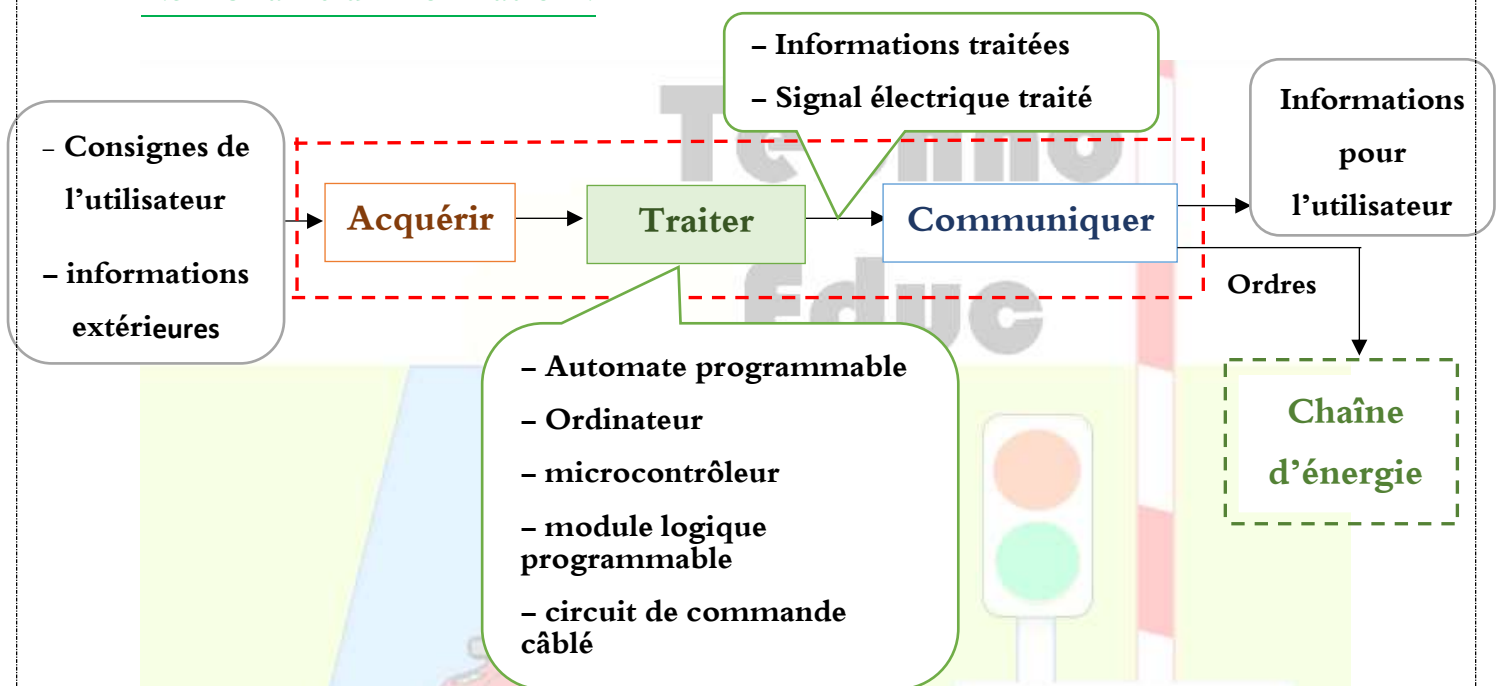 – Informations traitées
– Signal électrique traité
Informations
pour
l’utilisateur
– Consignes de
l’utilisateur
– informations
extérieures
Acquérir
Traiter
Communiquer
Ordres
Chaîne
d’énergie
– Automate programmable
– Ordinateur
– microcontrôleur
– module logique
programmable
– circuit de commande
câblé
Educ